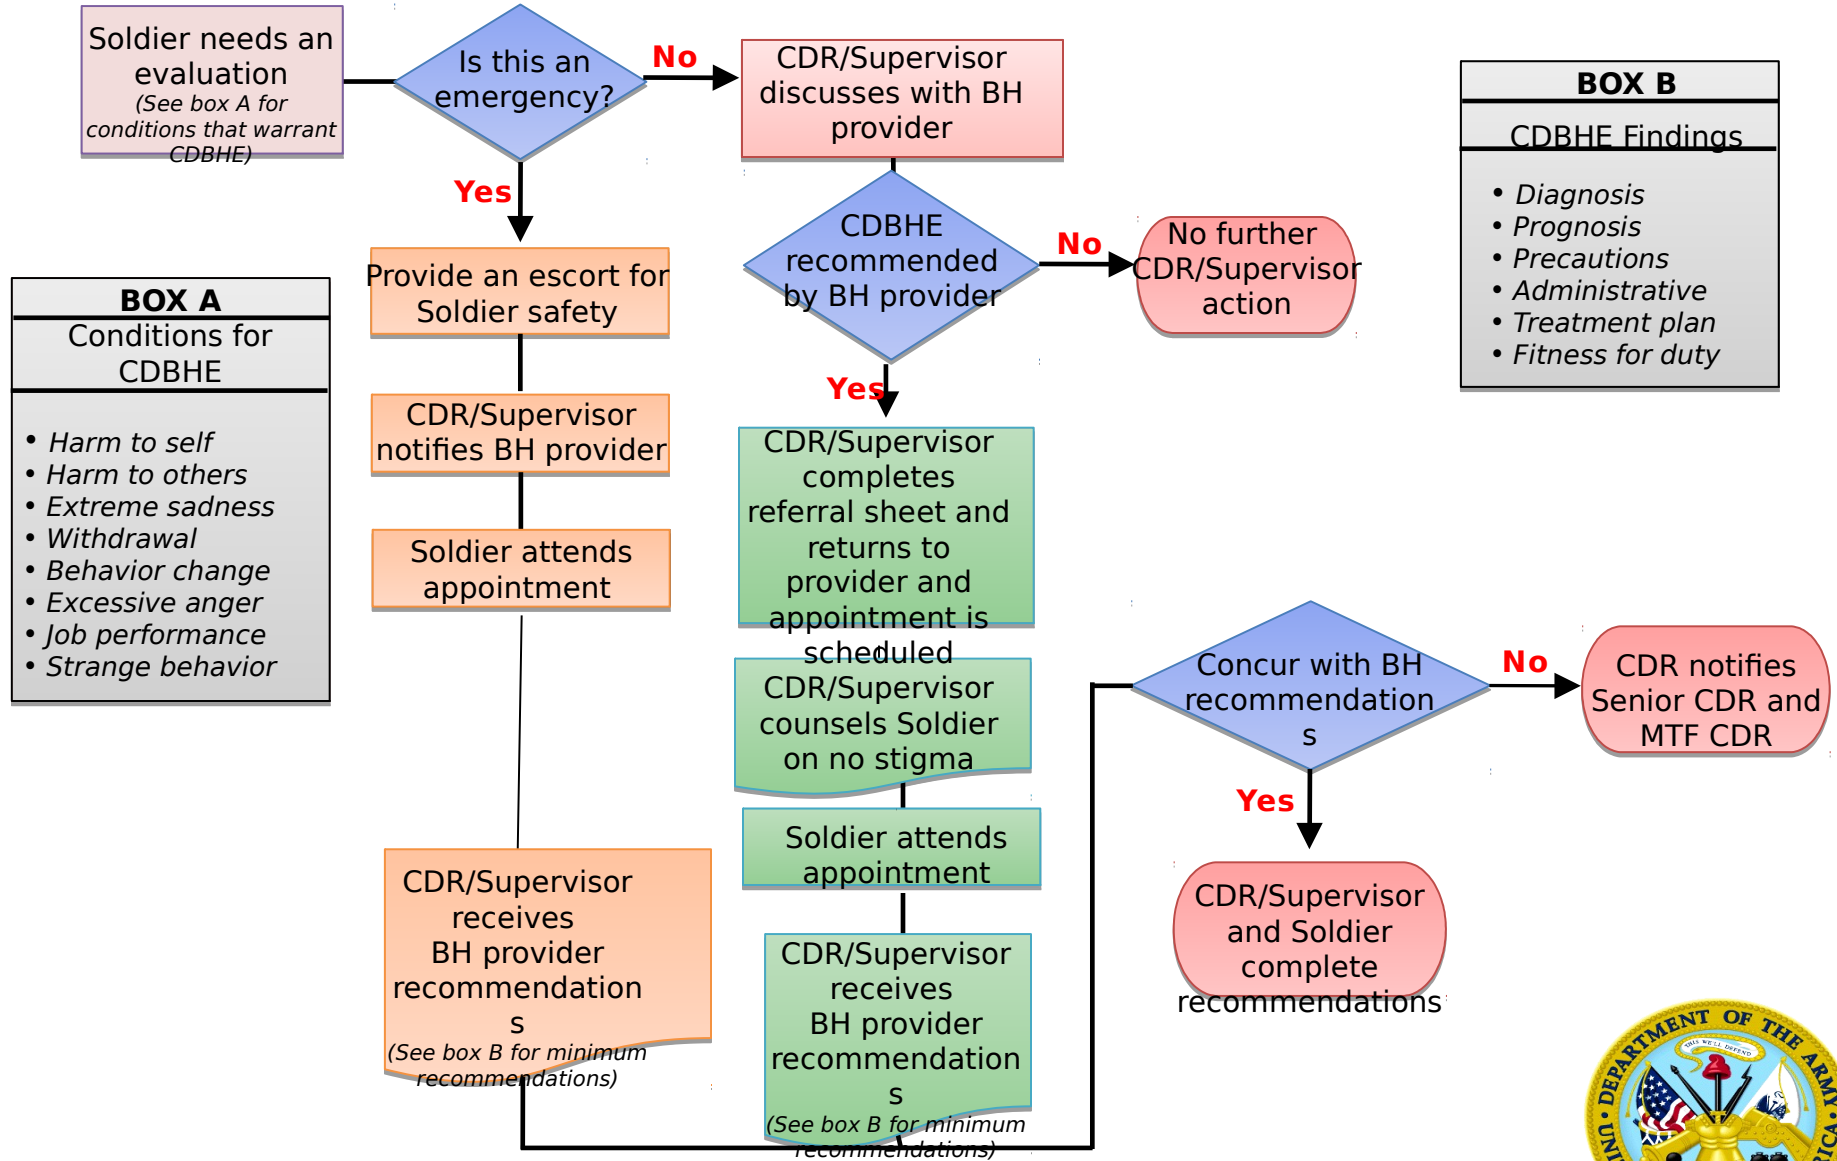 Soldier needs an
evaluation
(See box A for
conditions that warrant
CDBHE)
Is this an
emergency?
No
Yes
CDR/Supervisor
discusses with BH
provider
BOX B
CDBHE Findings
• Diagnosis
• Prognosis
• Precautions
• Administrative
• Treatment plan
• Fitness for duty
CDBHE
recommended
by BH provider
No
Yes
No further
CDR/Supervisor
action
BOX A
Conditions for
CDBHE
• Harm to self
• Harm to others
• Extreme sadness
• Withdrawal
• Behavior change
• Excessive anger
• Job performance
• Strange behavior
Provide an escort for
Soldier safety
CDR/Supervisor
notifies BH provider
Soldier attends
appointment
CDR/Supervisor
receives
BH provider
recommendation
s
(See box B for minimum
recommendations)
CDR/Supervisor
completes
referral sheet and
returns to
provider and
appointment is
scheduled
CDR/Supervisor
counsels Soldier
on no stigma
Soldier attends
appointment
CDR/Supervisor
receives
BH provider
recommendation
s
(See box B for minimum
recommendations)
Concur with BH
recommendation
s
No
Yes
CDR notifies
Senior CDR and
MTF CDR
CDR/Supervisor
and Soldier
complete
recommendations
DEPARTMENT OF THE ARMY
THIS WE'LL DEFEND